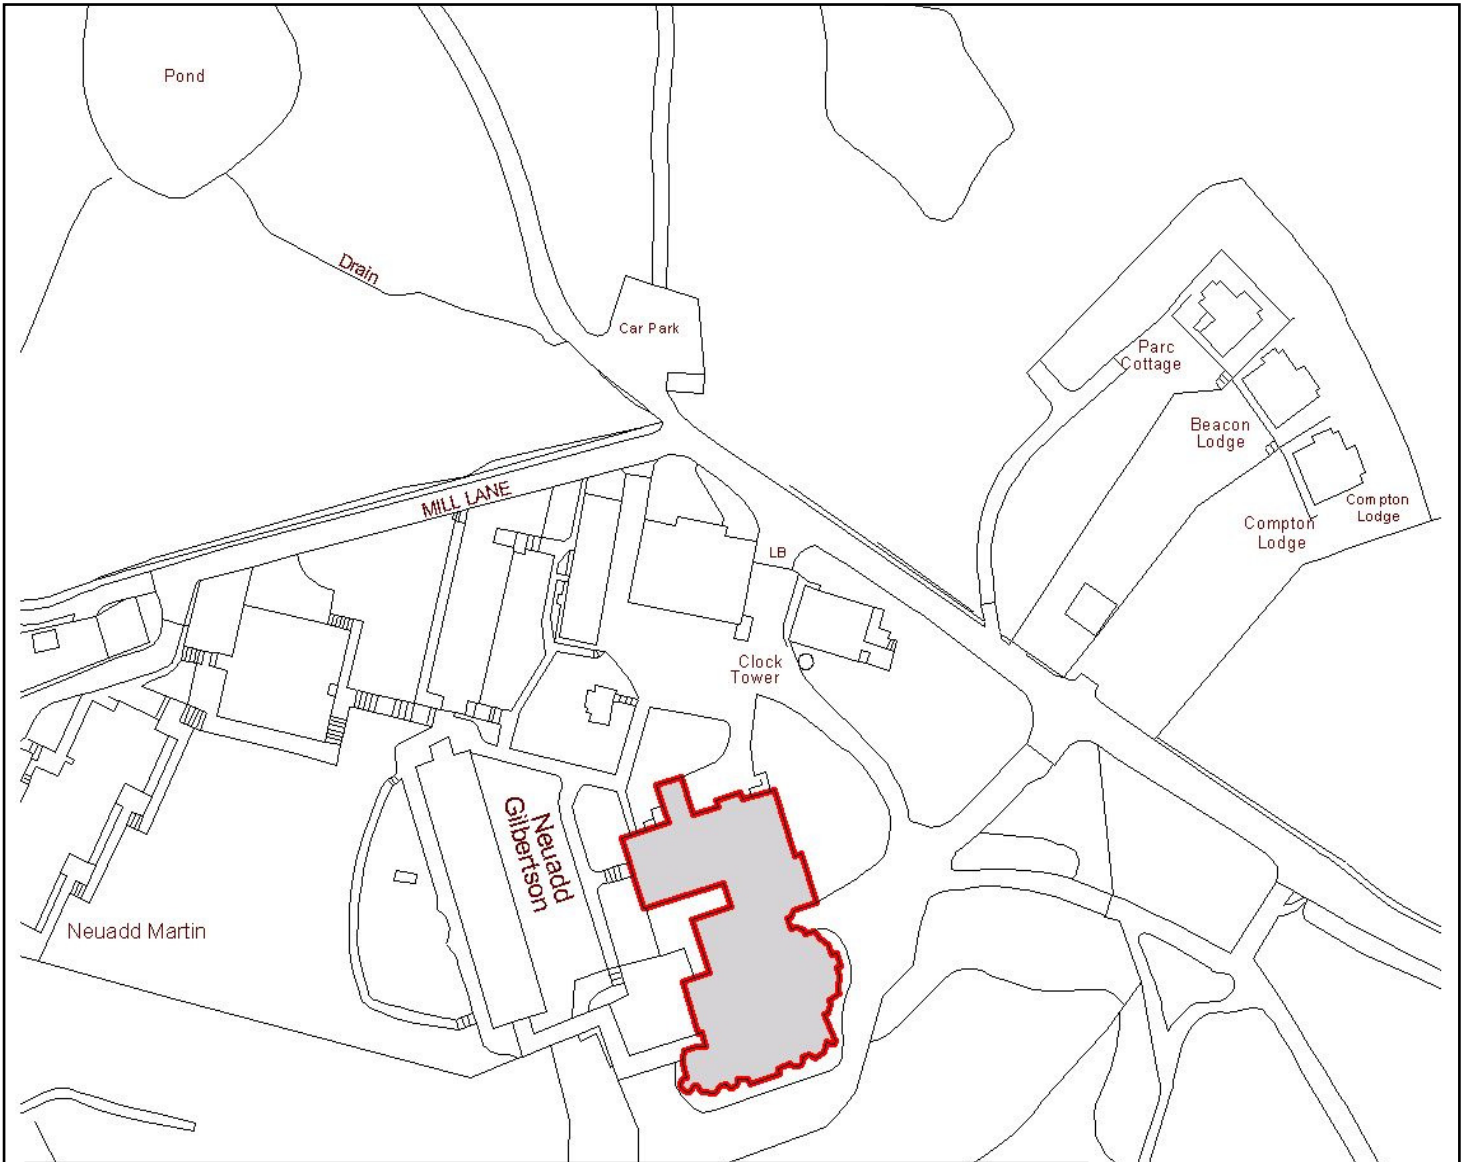 Pond
Drain
Car Park
Parc
Cottage
Beacon
Lodge
MILL LANE
Compton
Lodge
Compton
Lodge
LB
Clock
Tower
Neuadd
Gilbertson
Neuadd Martin